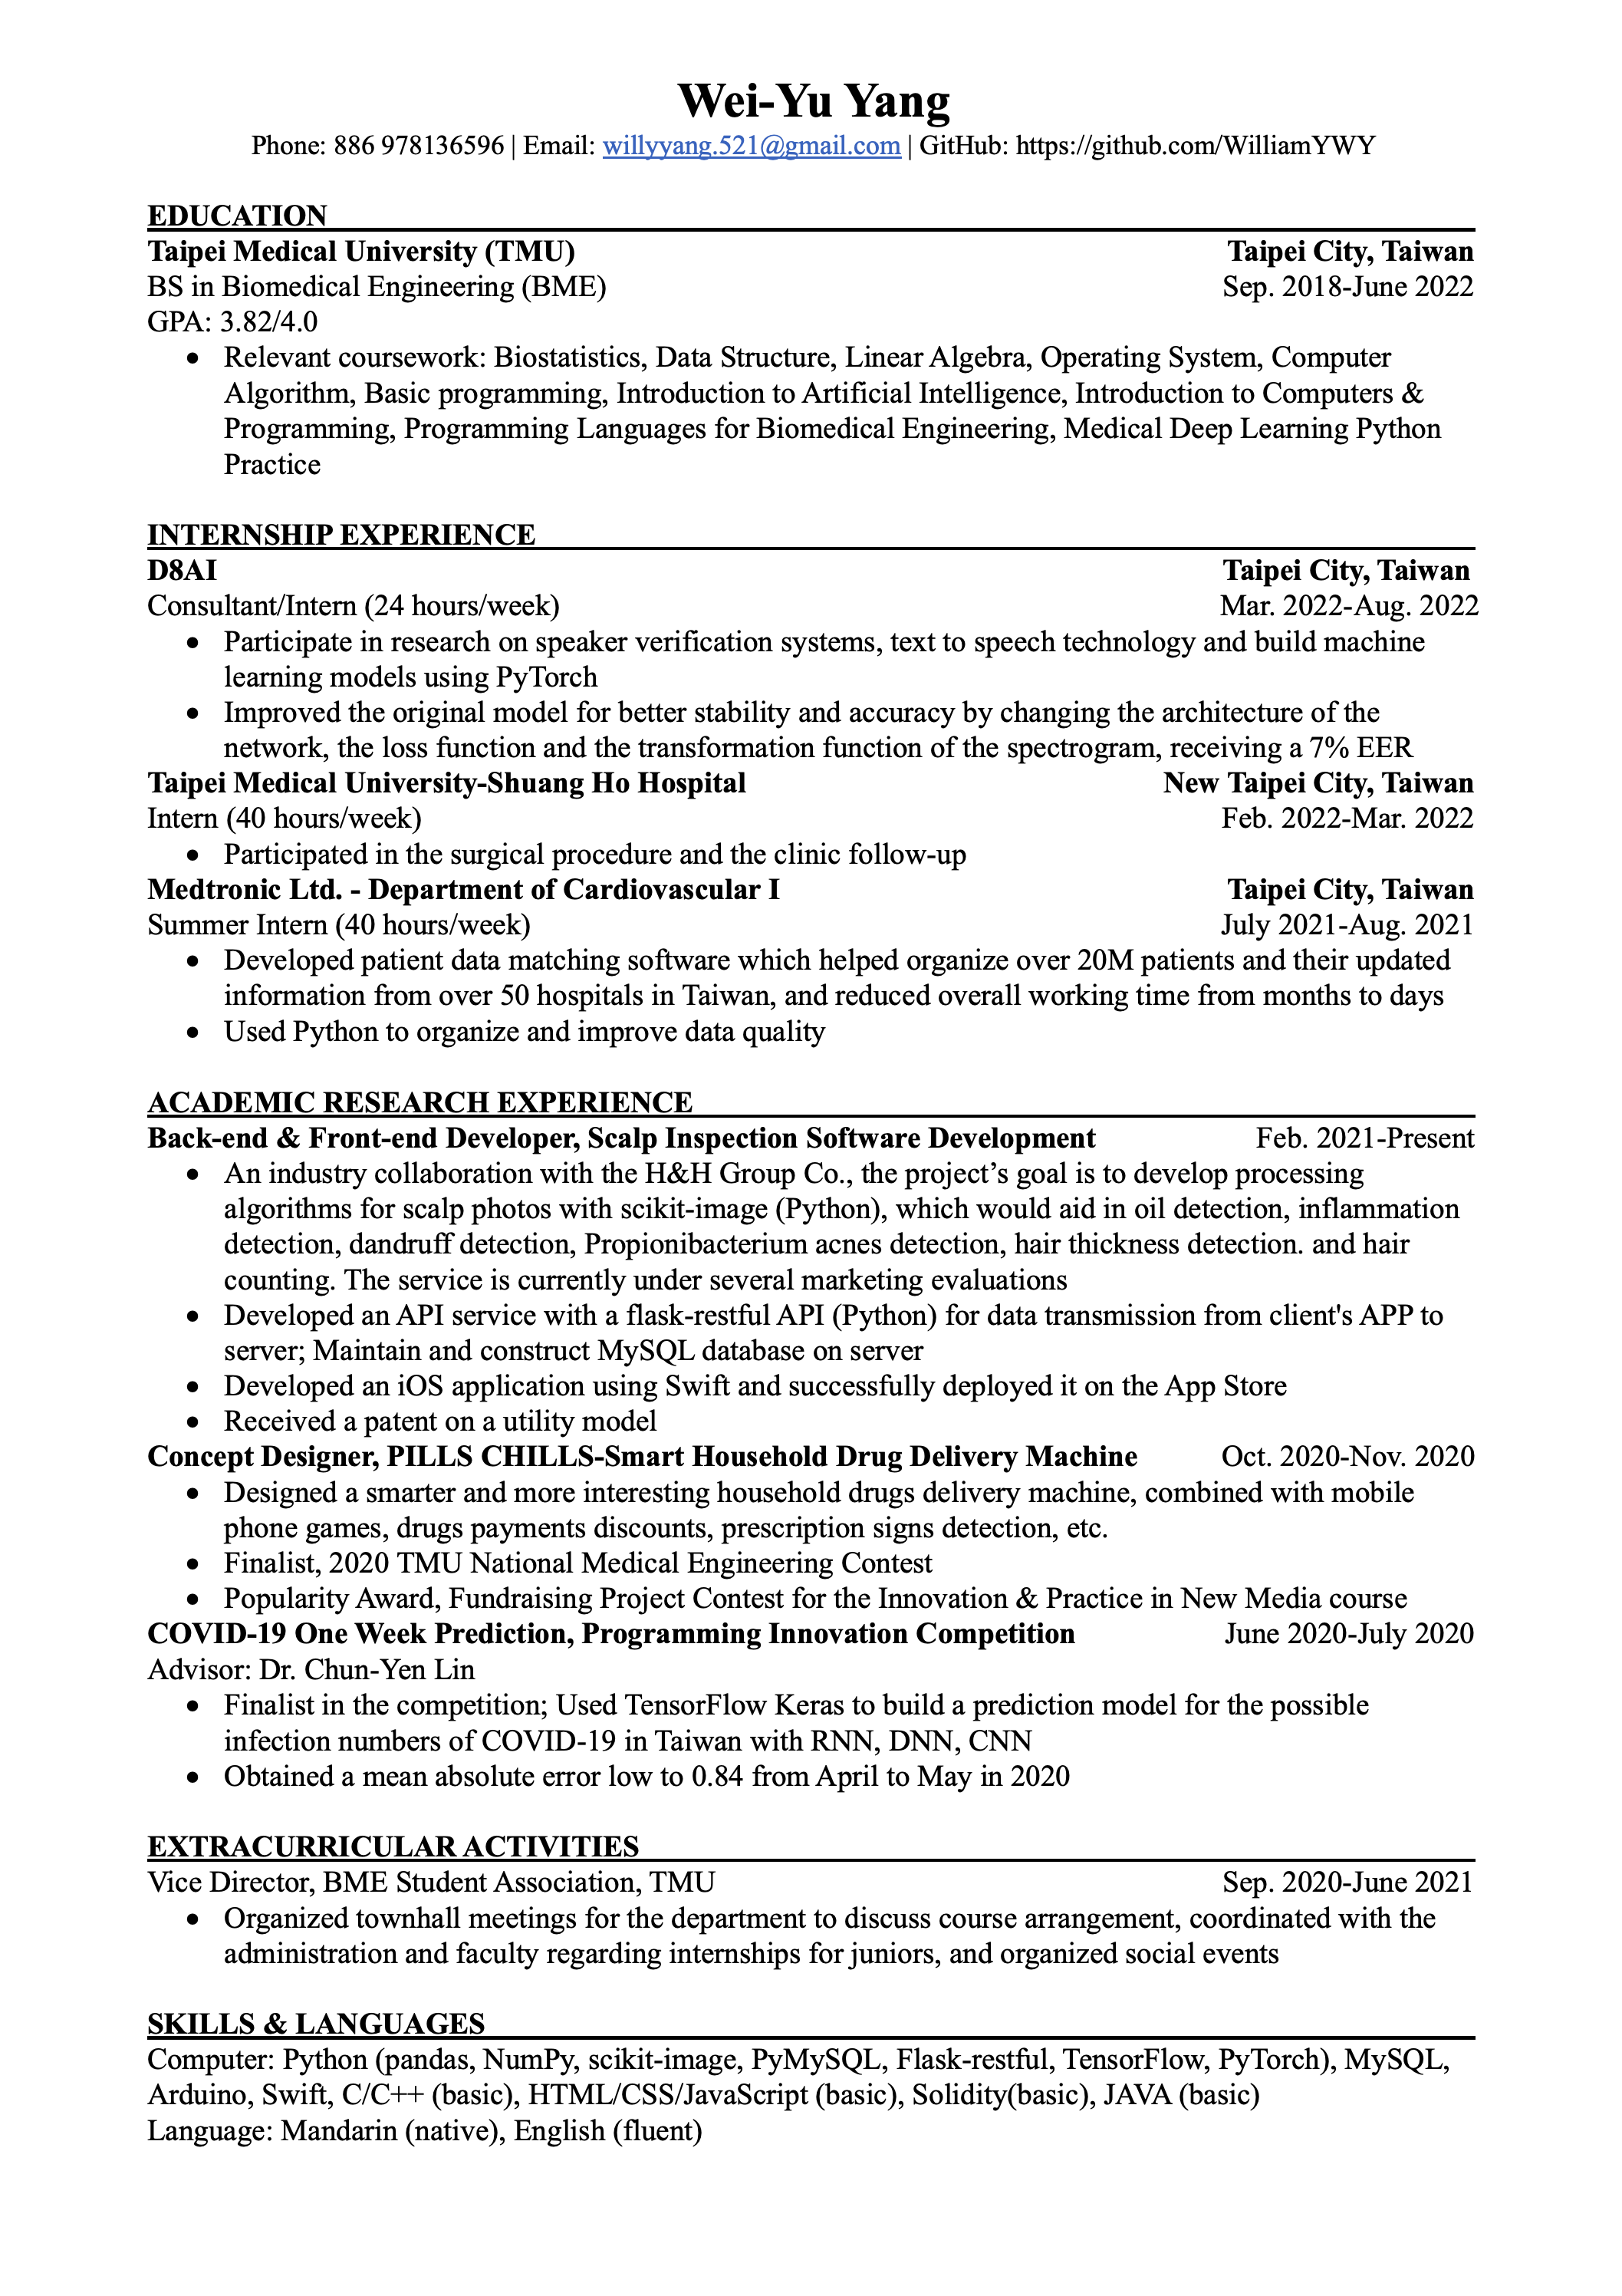 Wei-Yu Yang
Phone: 886 978136596 | Email: willyyang.521@gmail.com | GitHub: https://github.com/WilliamYWY
EDUCATION
Taipei Medical University (TMU) Taipei City, Taiwan
BS in Biomedical Engineering (BME) Sep. 2018-June 2022
GPA: 3.82/4.0
• Relevant coursework: Biostatistics, Data Structure, Linear Algebra, Operating System, Computer
Algorithm, Basic programming, Introduction to Artificial Intelligence, Introduction to Computers &
Programming, Programming Languages for Biomedical Engineering, Medical Deep Learning Python
Practice
INTERNSHIP EXPERIENCE
D8AI Taipei City, Taiwan
Consultant/Intern (24 hours/week) Mar. 2022-Aug. 2022
• Participate in research on speaker verification systems, text to speech technology and build machine
learning models using PyTorch
• Improved the original model for better stability and accuracy by changing the architecture of the
network, the loss function and the transformation function of the spectrogram, receiving a 7% EER
Taipei Medical University-Shuang Ho Hospital New Taipei City, Taiwan
Intern (40 hours/week) Feb. 2022-Mar. 2022
• Participated in the surgical procedure and the clinic follow-up
Medtronic Ltd. - Department of Cardiovascular I Taipei City, Taiwan
Summer Intern (40 hours/week) July 2021-Aug. 2021
• Developed patient data matching software which helped organize over 20M patients and their updated
information from over 50 hospitals in Taiwan, and reduced overall working time from months to days
• Used Python to organize and improve data quality
ACADEMIC RESEARCH EXPERIENCE
Back-end & Front-end Developer, Scalp Inspection Software Development Feb. 2021-Present
• An industry collaboration with the H&H Group Co., the project’s goal is to develop processing
algorithms for scalp photos with scikit-image (Python), which would aid in oil detection, inflammation
detection, dandruff detection, Propionibacterium acnes detection, hair thickness detection. and hair
counting. The service is currently under several marketing evaluations
• Developed an API service with a flask-restful API (Python) for data transmission from client's APP to
server; Maintain and construct MySQL database on server
• Developed an iOS application using Swift and successfully deployed it on the App Store
• Received a patent on a utility model
Concept Designer, PILLS CHILLS-Smart Household Drug Delivery Machine Oct. 2020-Nov. 2020
• Designed a smarter and more interesting household drugs delivery machine, combined with mobile
phone games, drugs payments discounts, prescription signs detection, etc.
• Finalist, 2020 TMU National Medical Engineering Contest
• Popularity Award, Fundraising Project Contest for the Innovation & Practice in New Media course
COVID-19 One Week Prediction, Programming Innovation Competition June 2020-July 2020
Advisor: Dr. Chun-Yen Lin
• Finalist in the competition; Used TensorFlow Keras to build a prediction model for the possible
infection numbers of COVID-19 in Taiwan with RNN, DNN, CNN
• Obtained a mean absolute error low to 0.84 from April to May in 2020
EXTRACURRICULAR ACTIVITIES
Vice Director, BME Student Association, TMU Sep. 2020-June 2021
• Organized townhall meetings for the department to discuss course arrangement, coordinated with the
administration and faculty regarding internships for juniors, and organized social events
SKILLS & LANGUAGES
Computer: Python (pandas, NumPy, scikit-image, PyMySQL, Flask-restful, TensorFlow, PyTorch), MySQL,
Arduino, Swift, C/C++ (basic), HTML/CSS/JavaScript (basic), Solidity(basic), JAVA (basic)
Language: Mandarin (native), English (fluent)